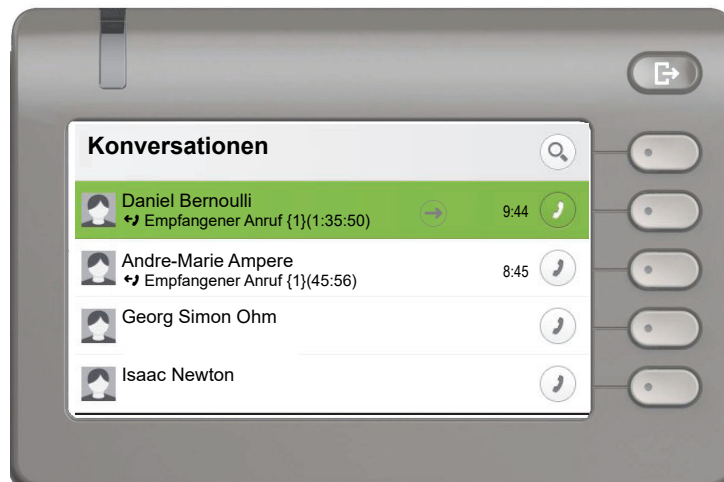 Konversationen
Daniel Bernoulli
Empfangener Anruf {1}(1:35:50)
9:44
Andre-Marie Ampere
Empfangener Anruf {1}(45:56)
8:45
Georg Simon Ohm
Isaac Newton